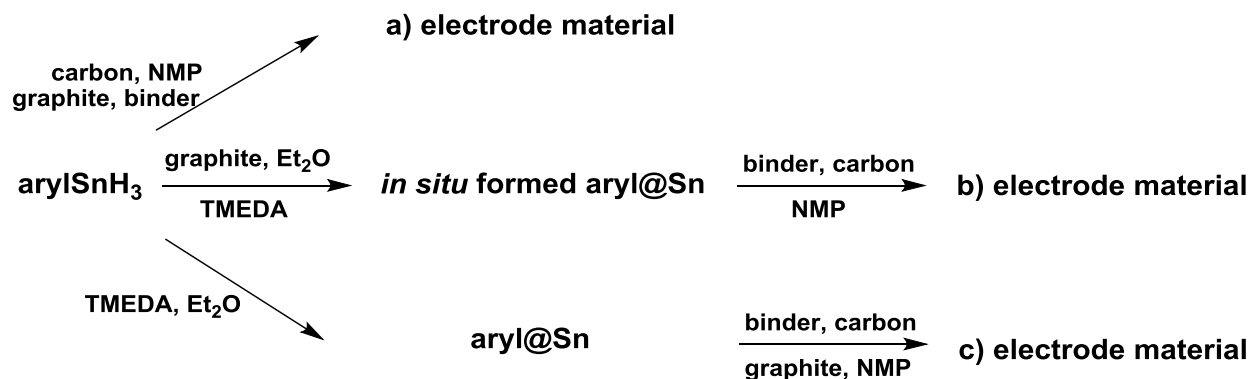 a) electrode material
carbon, NMP
graphite, binder
graphite, Et₂O
binder, carbon
arylSnH₃
in situ formed aryl@Sn
b) electrode material
TMEDA
NMP
TMEDA, Et₂O
binder, carbon
aryl@Sn
c) electrode material
graphite, NMP